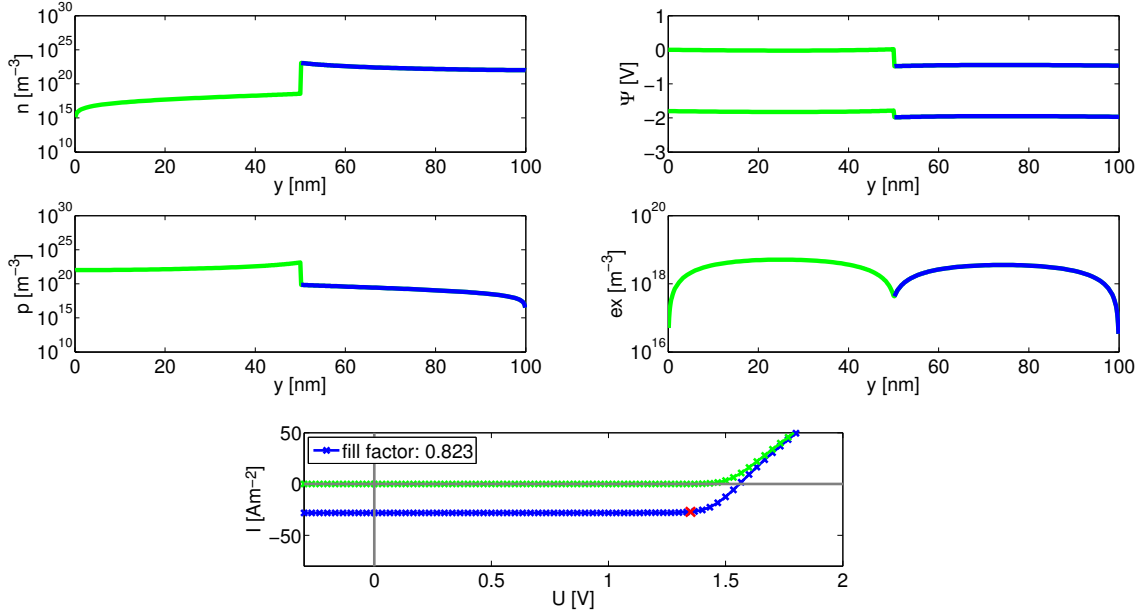 10^30
10^25
10^20
10^15
10^10
n [m^−3]
0 20 40 60 80 100
y [nm]
1
0
−1
−2
−3
Ψ [V]
0 20 40 60 80 100
y [nm]
10^30
10^25
10^20
10^15
10^10
p [m^−3]
0 20 40 60 80 100
y [nm]
10^20
10^18
10^16
ex [m^−3]
0 20 40 60 80 100
y [nm]
50
0
−50
I [Am−2]
fill factor: 0.823
0 0.5 1 1.5 2
U [V]